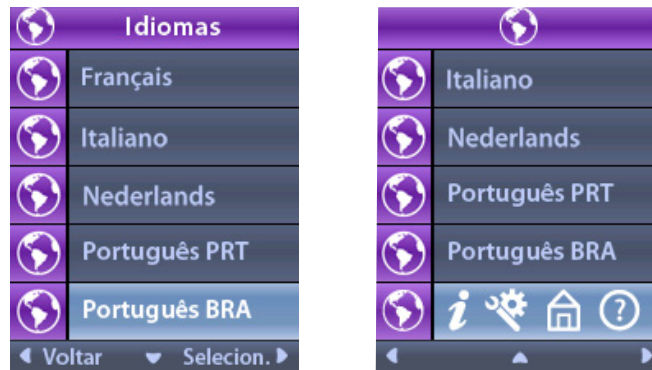 Idiomas
Français
Italiano
Nederlands
Português PRT
Português BRA
Voltar Selecion.
Italiano
Nederlands
Português PRT
Português BRA